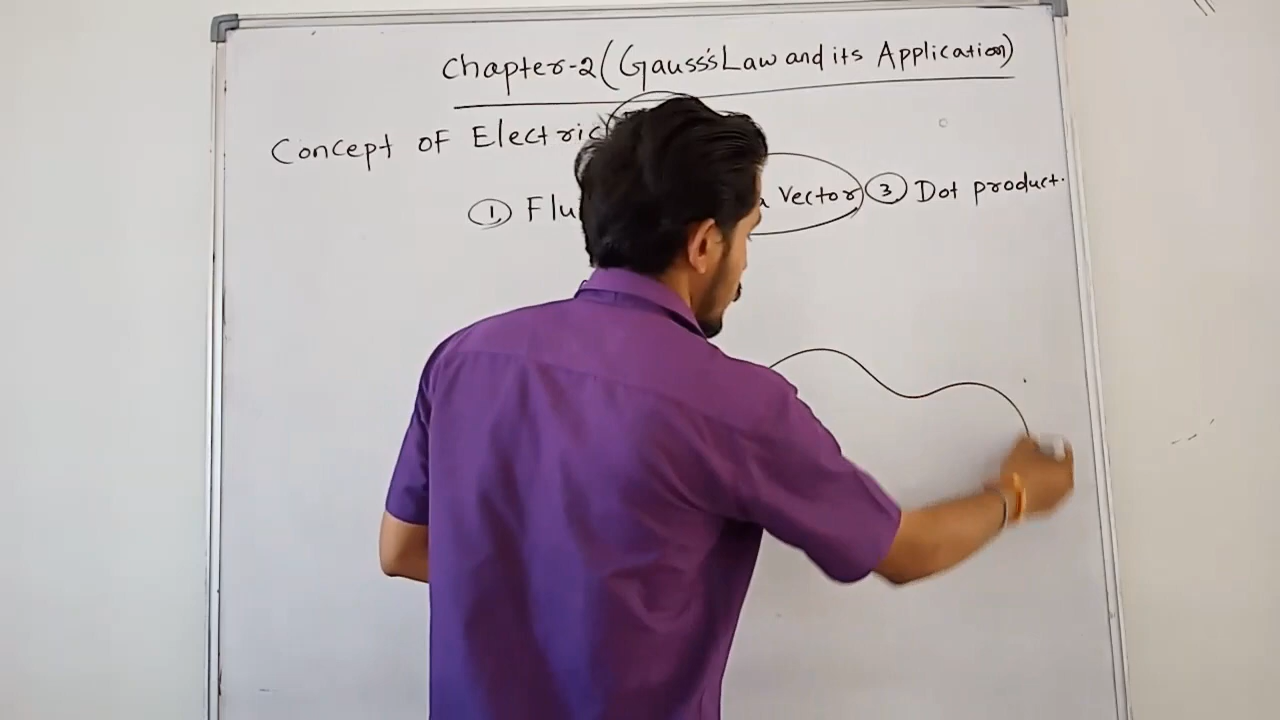 Chapter-2 (Gauss's Law and its Application)
Concept of Electric
① Flu Vector ③ Dot product.